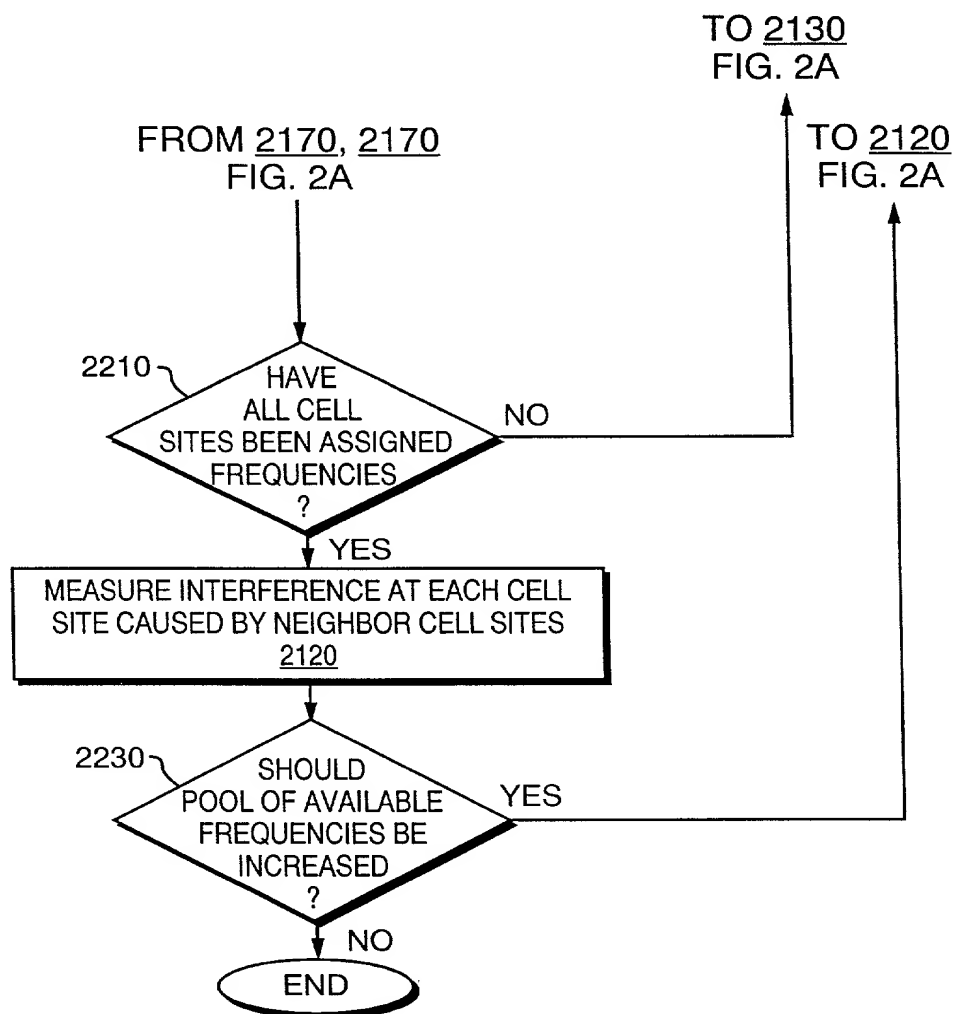 TO 2130
FIG. 2A
FROM 2170, 2170
FIG. 2A
TO 2120
FIG. 2A
2210
HAVE
ALL CELL
SITES BEEN ASSIGNED
FREQUENCIES
?
NO
YES
MEASURE INTERFERENCE AT EACH CELL
SITE CAUSED BY NEIGHBOR CELL SITES
2120
2230
SHOULD
POOL OF AVAILABLE
FREQUENCIES BE
INCREASED
?
YES
NO
END